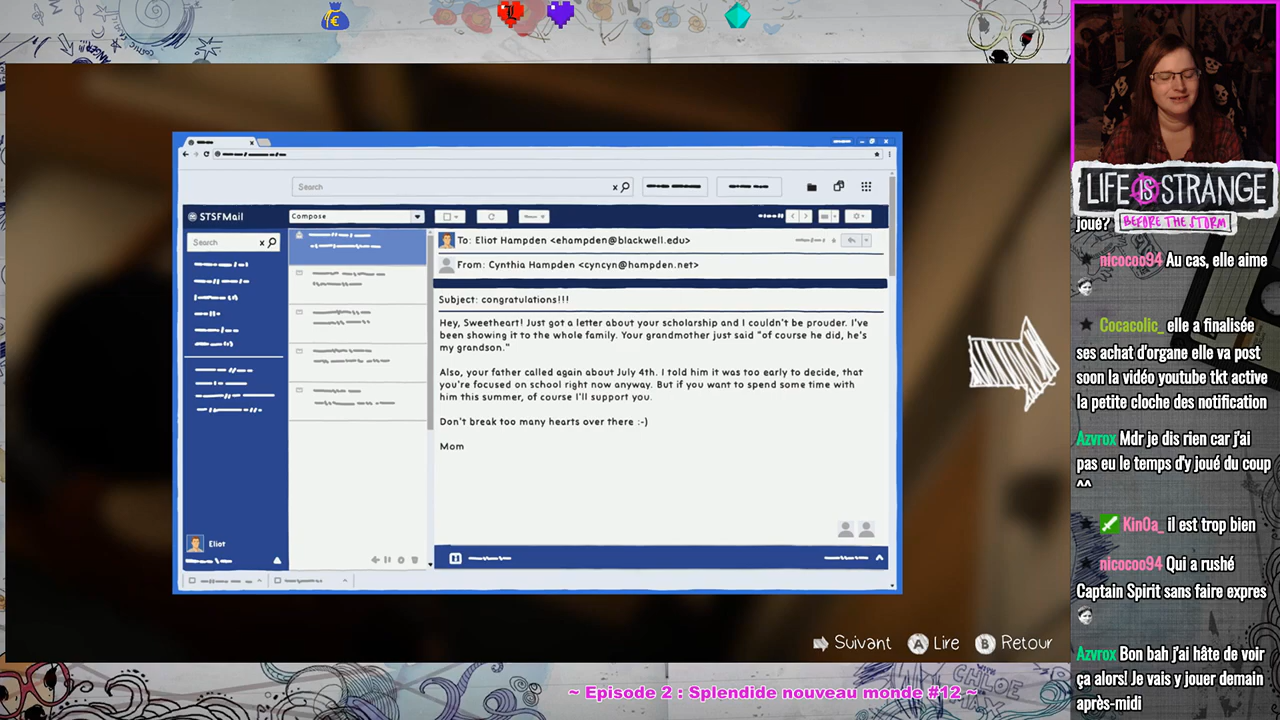 Search
x
STSFMail
Compose
Search
x
To: Eliot Hampden <ehampden@blackwell.edu>
From: Cynthia Hampden <cyncyn@hampden.net>
Subject: congratulations!!!
Hey, Sweetheart! Just got a letter about your scholarship and I couldn't be prouder. I've
been showing it to the whole family. Your grandmother just said "of course he did, he's
my grandson."
Also, your father called again about July 4th. I told him it was too early to decide, that
you're focused on school right now anyway. But if you want to spend some time with
him this summer, of course I'll support you.
Don't break too many hearts over there :-)
Mom
Eliot
Suivant
A Lire
B Retour
~ Episode 2 : Splendide nouveau monde #12 ~
LIFE IS STRANGE
BEFORE THE STORM
joué?
nicocoo94 Au cas, elle aime
Cocacolic_ elle a finalisée
ses achat d'organe elle va post
soon la vidéo youtube tkt active
la petite cloche des notification
Azvrox Mdr je dis rien car j'ai
pas eu le temps d'y joué du coup
^^
Kin0a_ il est trop bien
nicocoo94 Qui a rushé
Captain Spirit sans faire expres
Azvrox Bon bah j'ai hâte de voir
ça alors! Je vais y jouer demain
après-midi